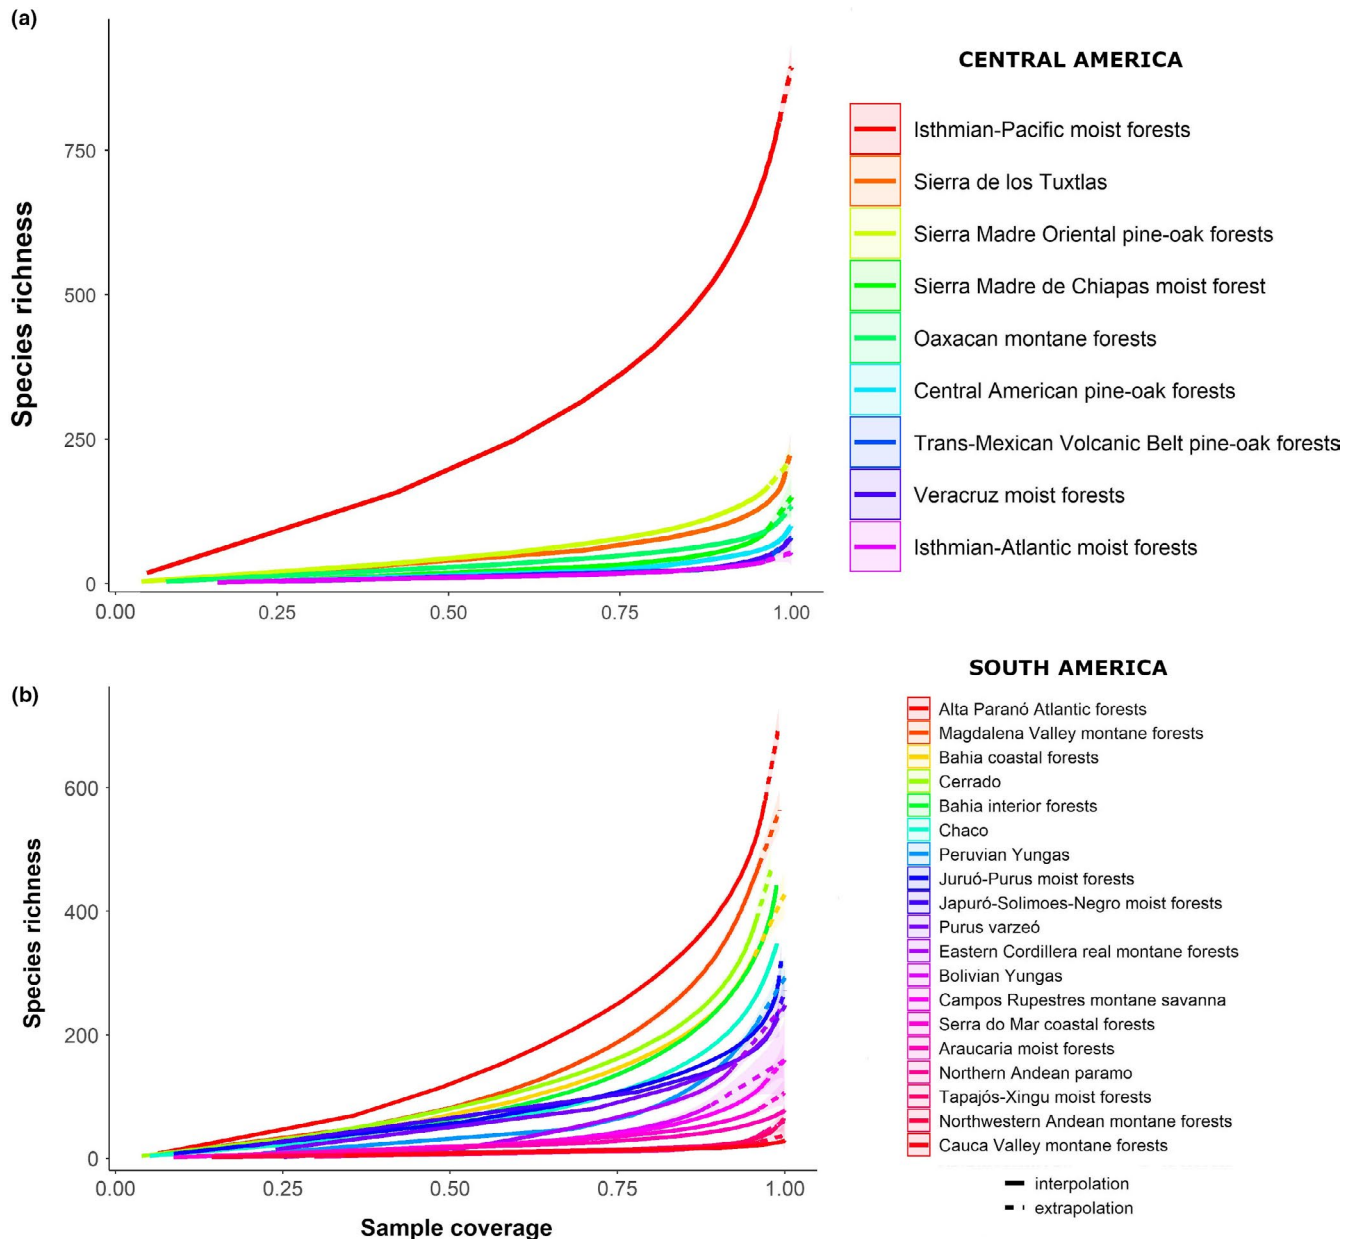 (a)
CENTRAL AMERICA
Isthmian-Pacific moist forests
Sierra de los Tuxtlas
Sierra Madre Oriental pine-oak forests
Sierra Madre de Chiapas moist forest
Oaxacan montane forests
Central American pine-oak forests
Trans-Mexican Volcanic Belt pine-oak forests
Veracruz moist forests
Isthmian-Atlantic moist forests
Species richness
750
500
250
0
0.00 0.25 0.50 0.75 1.00
(b)
SOUTH AMERICA
Alta Paranó Atlantic forests
Magdalena Valley montane forests
Bahia coastal forests
Cerrado
Bahia interior forests
Chaco
Peruvian Yungas
Juruó-Purus moist forests
Japuró-Solimoes-Negro moist forests
Purus varzeó
Eastern Cordillera real montane forests
Bolivian Yungas
Campos Rupestres montane savanna
Serra do Mar coastal forests
Araucaria moist forests
Northern Andean paramo
Tapajós-Xingu moist forests
Northwestern Andean montane forests
Cauca Valley montane forests
interpolation
extrapolation
Species richness
600
400
200
0
0.00 0.25 0.50 0.75 1.00
Sample coverage